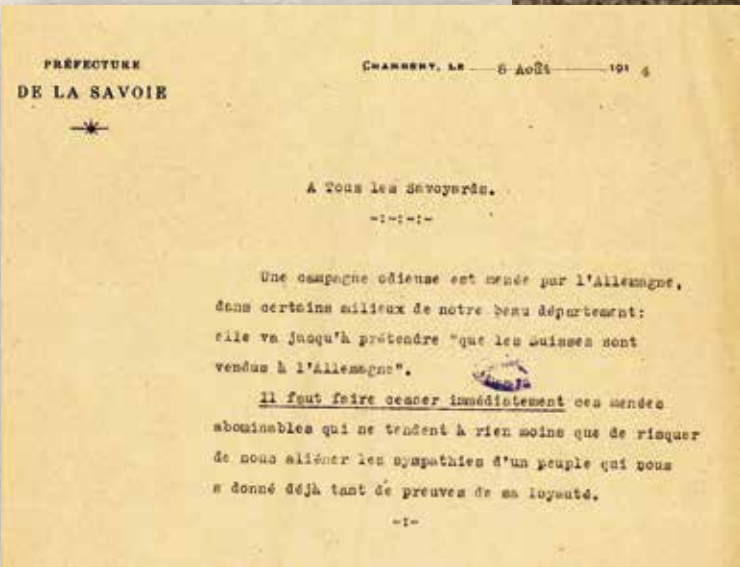 PRÉFECTURE
DE LA SAVOIE
CHAMBERY, LE 8 Août 1914
A Tous les Savoyards.
-:-:-:-
Une campagne odieuse est menée par l'Allemagne,
dans certains milieux de notre beau département:
elle va jusqu'à prétendre "que les Suisses sont
vendus à l'Allemagne".
Il faut faire cesser immédiatement ces menées
abominables qui ne tendent à rien moins que de risquer
de nous aliéner les sympathies d'un peuple qui nous
a donné déjà tant de preuves de sa loyauté.
-:-